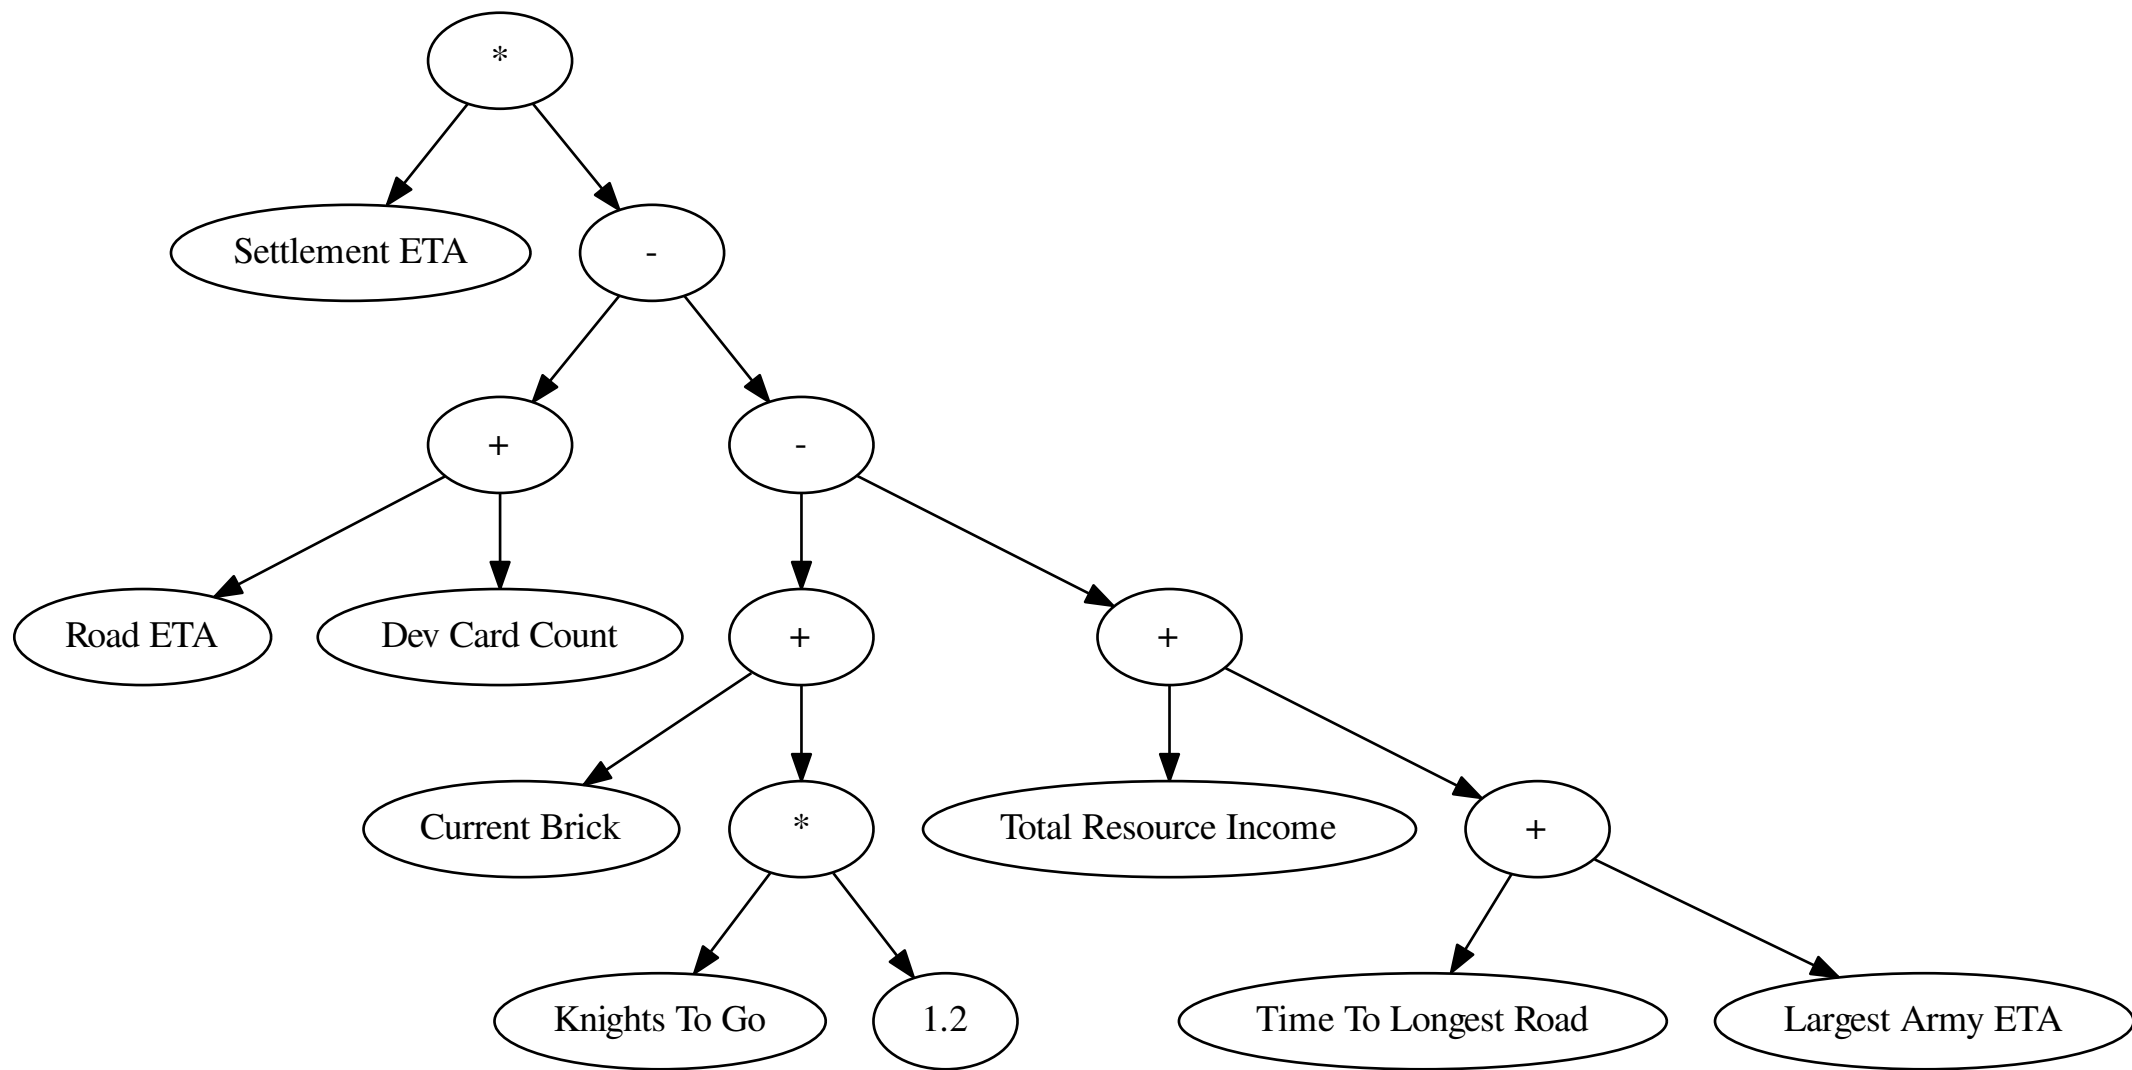 *
Settlement ETA
-
+
-
Road ETA
Dev Card Count
+
+
Current Brick
*
Total Resource Income
+
Knights To Go
1.2
Time To Longest Road
Largest Army ETA